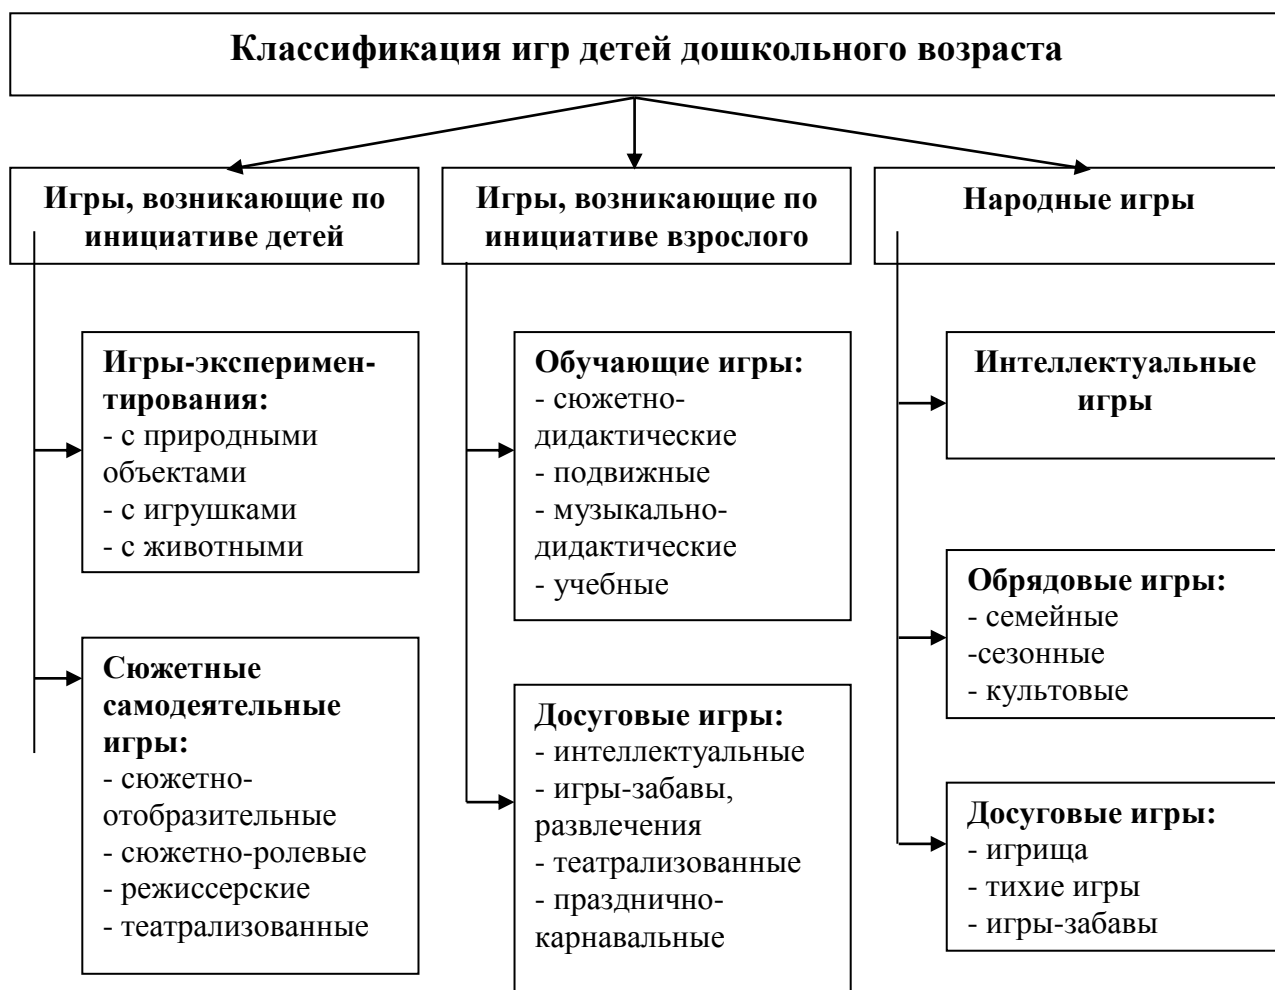 Классификация игр детей дошкольного возраста
Игры, возникающие по
инициативе детей
Игры-эксперимен-
тирования:
- с природными
объектами
- с игрушками
- с животными
Сюжетные
самодеятельные
игры:
- сюжетно-
отобразительные
- сюжетно-ролевые
- режиссерские
- театрализованные
Игры, возникающие по
инициативе взрослого
Обучающие игры:
- сюжетно-
дидактические
- подвижные
- музыкально-
дидактические
- учебные
Досуговые игры:
- интеллектуальные
- игры-забавы,
развлечения
- театрализованные
- празднично-
карнавальные
Народные игры
Интеллектуальные
игры
Обрядовые игры:
- семейные
-сезонные
- культовые
Досуговые игры:
- игрища
- тихие игры
- игры-забавы